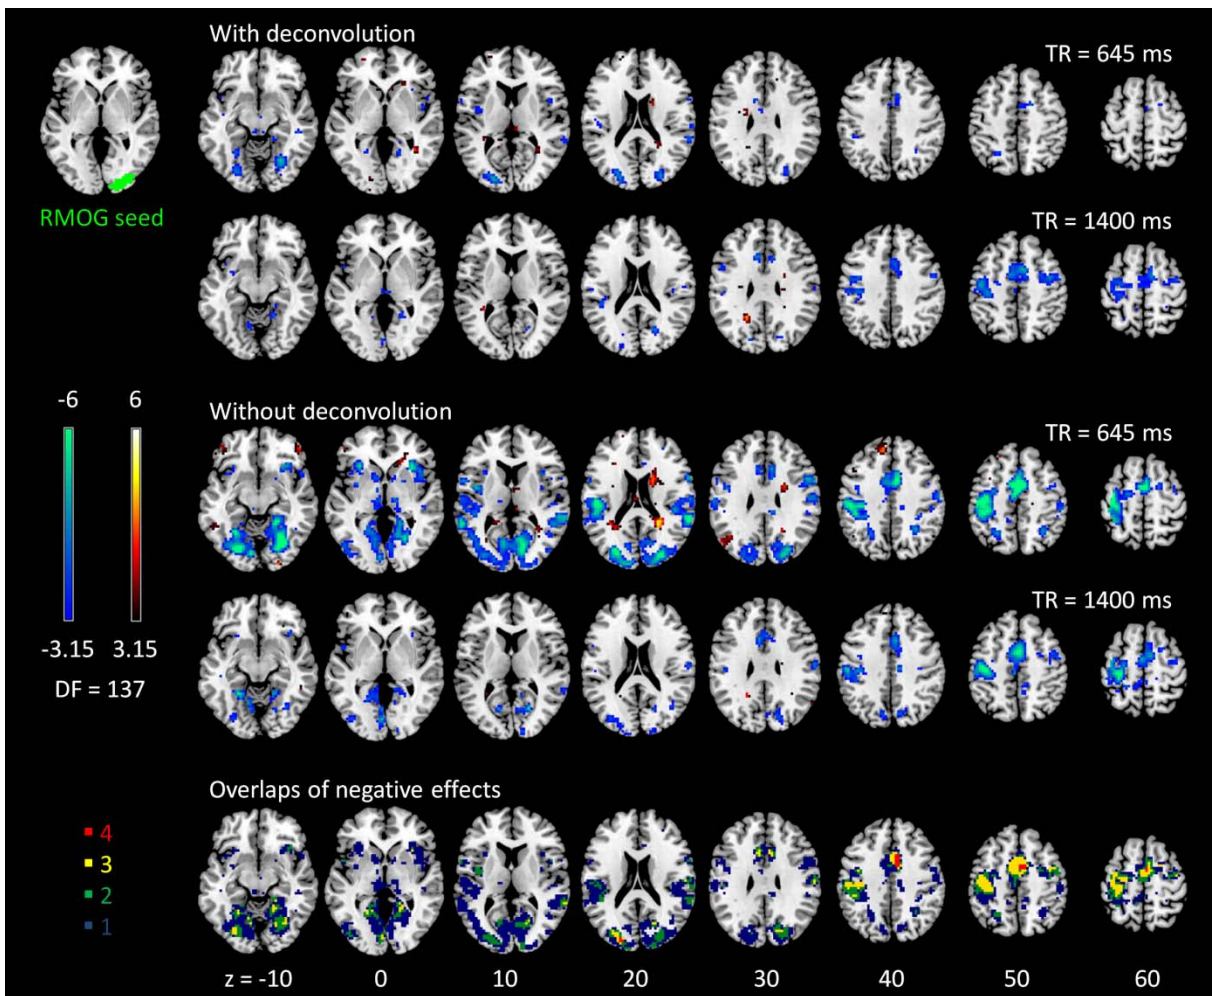 With deconvolution
TR = 645 ms
RMOG seed
TR = 1400 ms
-6 6
Without deconvolution
TR = 645 ms
TR = 1400 ms
-3.15 3.15
DF = 137
Overlaps of negative effects
4
3
2
1
z = -10 0 10 20 30 40 50 60